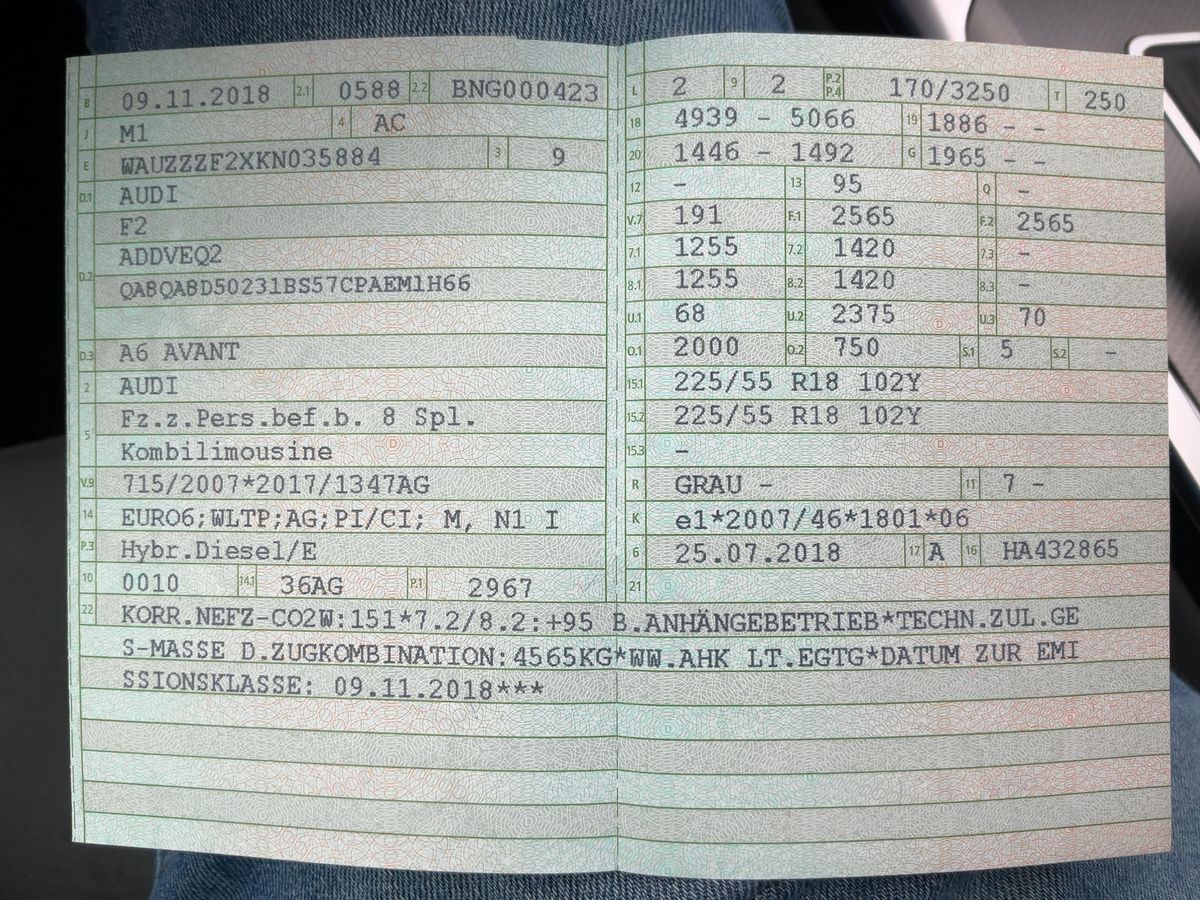 B 09.11.2018 2.1 0588 2.2 BNG000423
J M1 4 AC
E WAUZZZF2XKN035884 3 9
D.1 AUDI
F2
D.2 ADDVEQ2
QA8QA8D50231BS57CPAEM1H66
D.3 A6 AVANT
2 AUDI
5 Fz.z.Pers.bef.b. 8 Spl.
Kombilimousine
V.9 715/2007*2017/1347AG
14 EURO6;WLTP;AG;PI/CI; M, N1 I
P.3 Hybr.Diesel/E
10 0010 14.1 36AG P.1 2967
L 2 9 2 P.2 P.4 170/3250 T 250
18 4939 - 5066 19 1886 - -
20 1446 - 1492 G 1965 - -
12 - 13 95 Q -
V.7 191 F.1 2565 F.2 2565
7.1 1255 7.2 1420 7.3 -
8.1 1255 8.2 1420 8.3 -
U.1 68 U.2 2375 U.3 70
O.1 2000 O.2 750 S.1 5 S.2 -
15.1 225/55 R18 102Y
15.2 225/55 R18 102Y
15.3 -
R GRAU - 11 7 -
K e1*2007/46*1801*06
6 25.07.2018 17 A 16 HA432865
21
22 KORR.NEFZ-CO2W:151*7.2/8.2:+95 B.ANHÄNGEBETRIEB*TECHN.ZUL.GE
S-MASSE D.ZUGKOMBINATION:4565KG*WW.AHK LT.EGTG*DATUM ZUR EMI
SSIONSKLASSE: 09.11.2018***